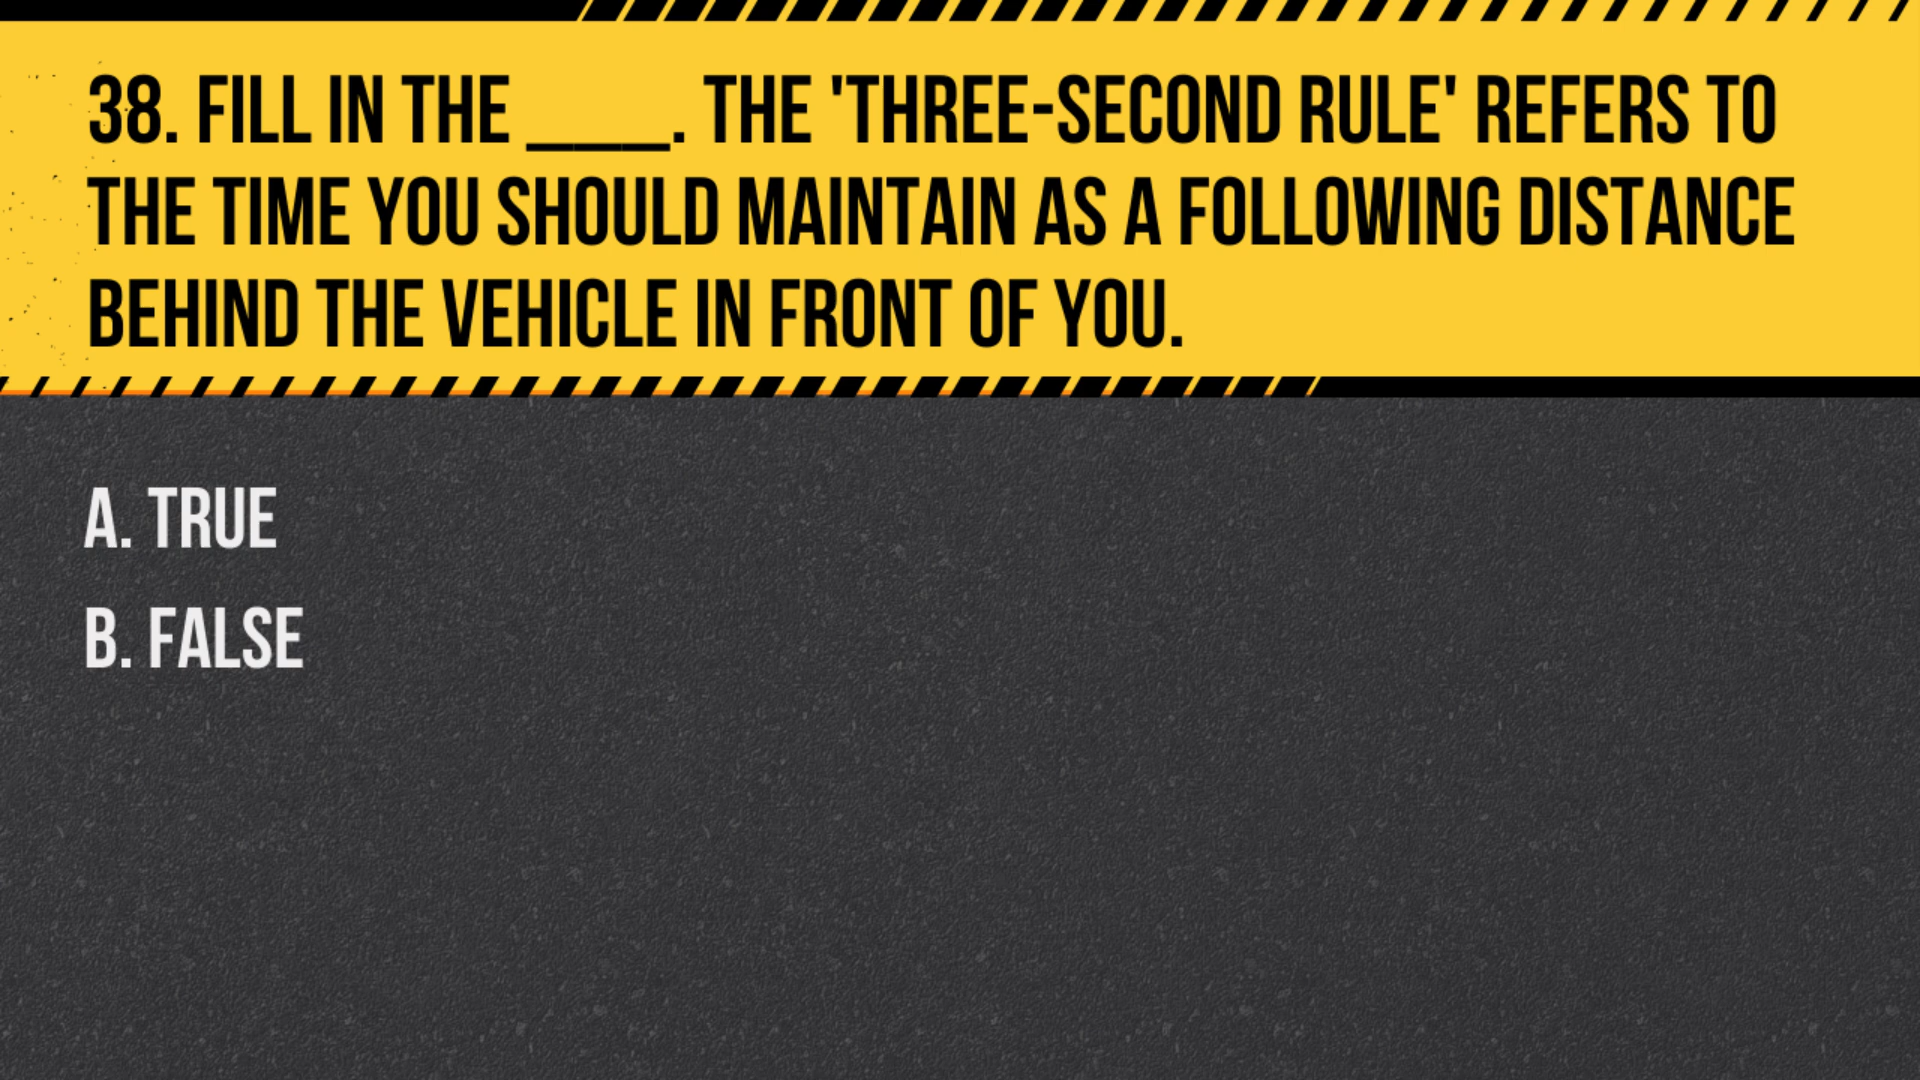 38. FILL IN THE ____. THE 'THREE-SECOND RULE' REFERS TO
THE TIME YOU SHOULD MAINTAIN AS A FOLLOWING DISTANCE
BEHIND THE VEHICLE IN FRONT OF YOU.
A. TRUE
B. FALSE